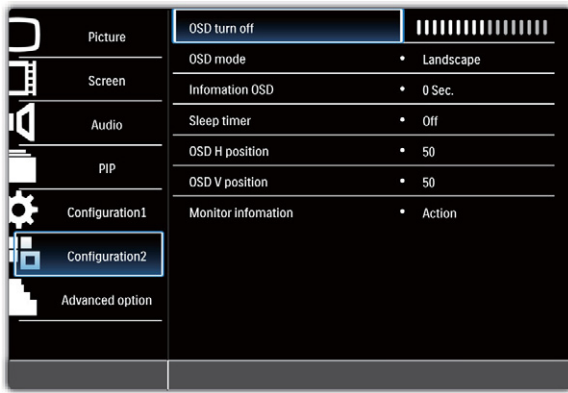 Picture
Screen
Audio
PIP
Configuration1
Configuration2
Advanced option
OSD turn off
OSD mode • Landscape
Infomation OSD • 0 Sec.
Sleep timer • Off
OSD H position • 50
OSD V position • 50
Monitor infomation • Action